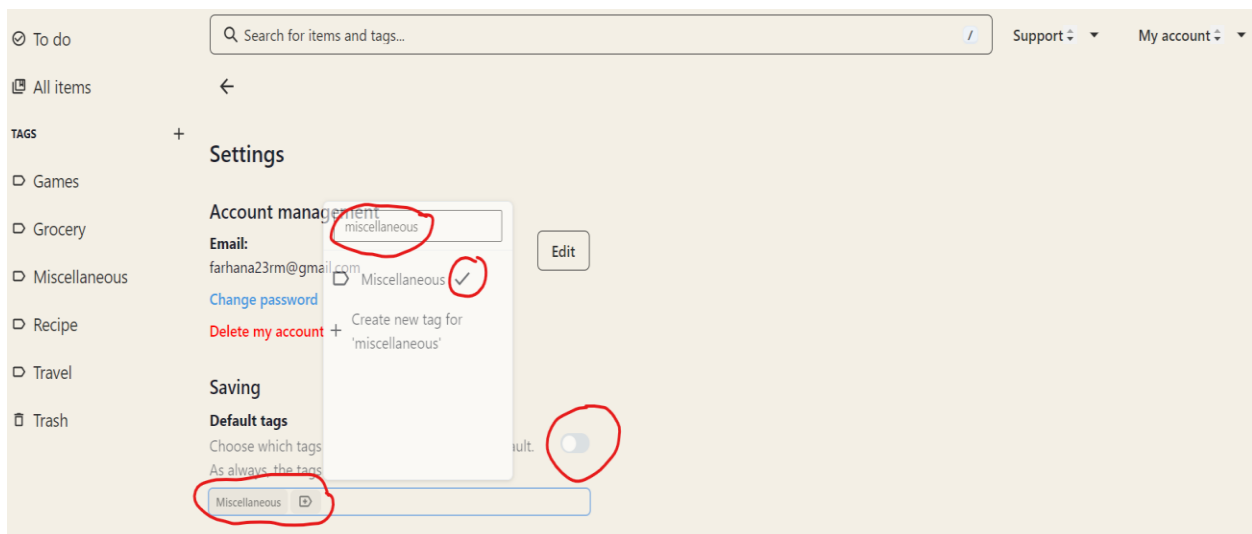 To do
Search for items and tags... /
Support
My account
All items
TAGS +
Settings
Games
Account management
miscellaneous
Grocery
Email:
Edit
farhana23rm@gmail.com
Miscellaneous
Miscellaneous
Change password
Recipe
Create new tag for
'miscellaneous'
Delete my account
Travel
Saving
Trash
Default tags
Choose which tags ault.
As always, the tags
Miscellaneous